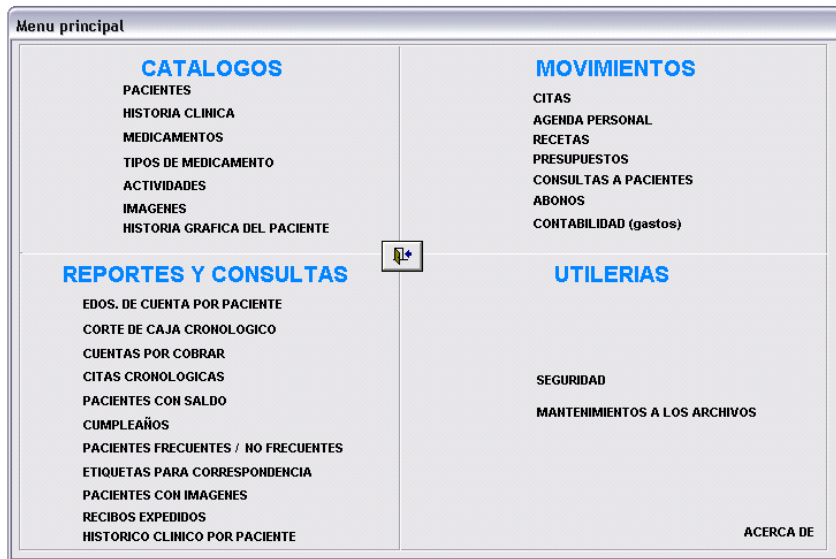 Menu principal
CATALOGOS
PACIENTES
HISTORIA CLINICA
MEDICAMENTOS
TIPOS DE MEDICAMENTO
ACTIVIDADES
IMAGENES
HISTORIA GRAFICA DEL PACIENTE
MOVIMIENTOS
CITAS
AGENDA PERSONAL
RECETAS
PRESUPUESTOS
CONSULTAS A PACIENTES
ABONOS
CONTABILIDAD (gastos)
REPORTES Y CONSULTAS
EDOS. DE CUENTA POR PACIENTE
CORTE DE CAJA CRONOLOGICO
CUENTAS POR COBRAR
CITAS CRONOLOGICAS
PACIENTES CON SALDO
CUMPLEAÑOS
PACIENTES FRECUENTES / NO FRECUENTES
ETIQUETAS PARA CORRESPONDENCIA
PACIENTES CON IMAGENES
RECIBOS EXPEDIDOS
HISTORICO CLINICO POR PACIENTE
UTILERIAS
SEGURIDAD
MANTENIMIENTOS A LOS ARCHIVOS
ACERCA DE